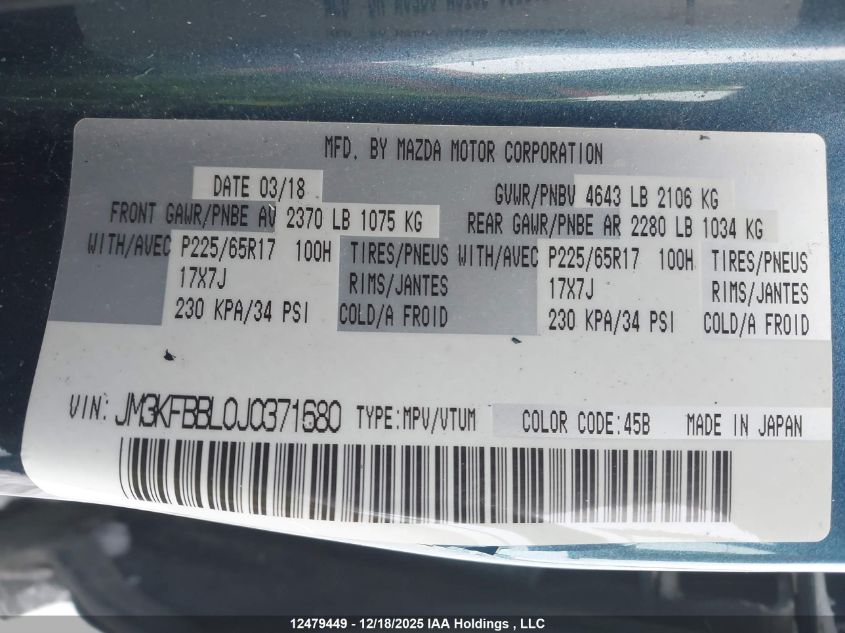 MFD. BY MAZDA MOTOR CORPORATION
DATE 03/18 GVWR/PNBV 4643 LB 2106 KG
FRONT GAWR/PNBE AV 2370 LB 1075 KG REAR GAWR/PNBE AR 2280 LB 1034 KG
WITH/AVEC P225/65R17 100H TIRES/PNEUS WITH/AVEC P225/65R17 100H TIRES/PNEUS
17X7J RIMS/JANTES 17X7J RIMS/JANTES
230 KPA/34 PSI COLD/A FROID 230 KPA/34 PSI COLD/A FROID
VIN: JM3KFBBL0J0371680 TYPE:MPV/VTUM COLOR CODE:45B MADE IN JAPAN
12479449 - 12/18/2025 IAA Holdings , LLC